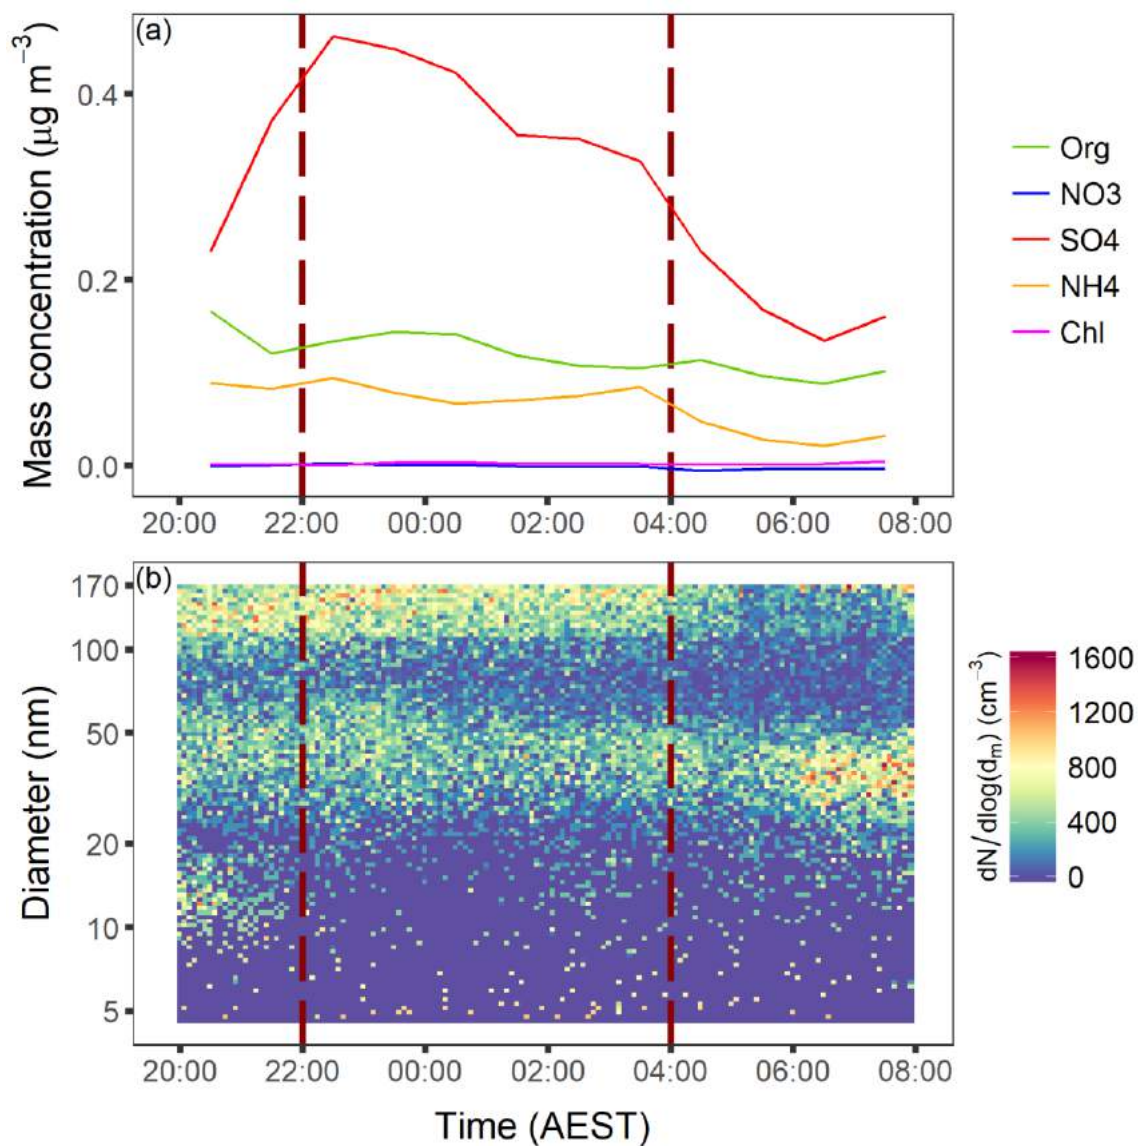 (a)
Mass concentration (μg m⁻³)
0.4
0.2
0.0
20:00 22:00 00:00 02:00 04:00 06:00 08:00
Org
NO3
SO4
NH4
Chl
(b)
Diameter (nm)
170
100
50
20
10
5
20:00 22:00 00:00 02:00 04:00 06:00 08:00
Time (AEST)
dN/dlog(dₘ) (cm⁻³)
1600
1200
800
400
0